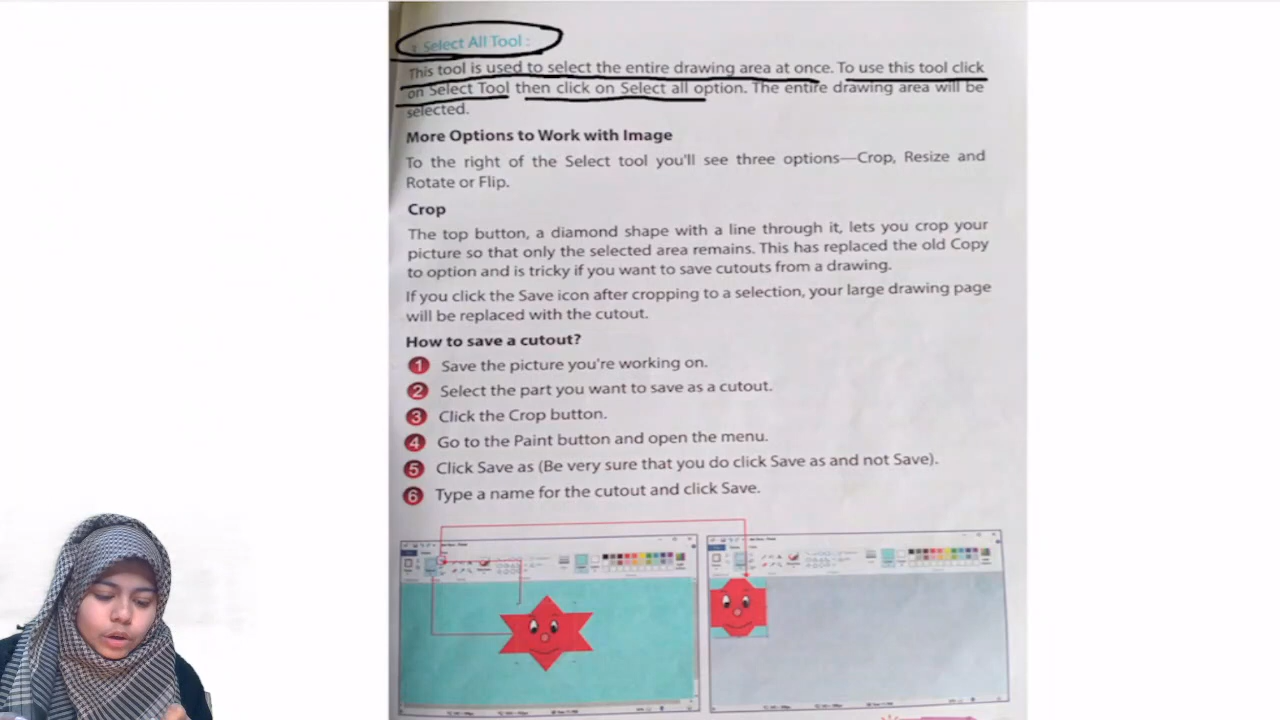 Select All Tool :
This tool is used to select the entire drawing area at once. To use this tool click
on Select Tool then click on Select all option. The entire drawing area will be
selected.
More Options to Work with Image
To the right of the Select tool you'll see three options—Crop, Resize and
Rotate or Flip.
Crop
The top button, a diamond shape with a line through it, lets you crop your
picture so that only the selected area remains. This has replaced the old Copy
to option and is tricky if you want to save cutouts from a drawing.
If you click the Save icon after cropping to a selection, your large drawing page
will be replaced with the cutout.
How to save a cutout?
1 Save the picture you're working on.
2 Select the part you want to save as a cutout.
3 Click the Crop button.
4 Go to the Paint button and open the menu.
5 Click Save as (Be very sure that you do click Save as and not Save).
6 Type a name for the cutout and click Save.